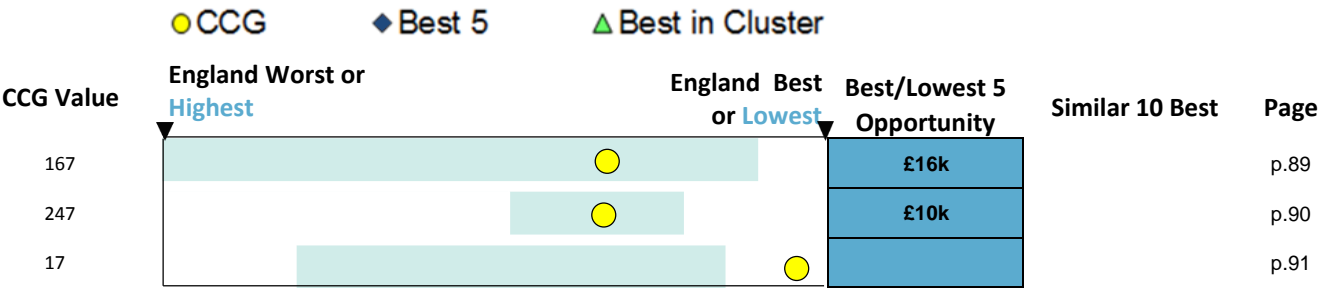 CCG Best 5 Best in Cluster
CCG Value England Worst or Highest England Best or Lowest Best/Lowest 5 Opportunity Similar 10 Best Page
167 £16k p.89
247 £10k p.90
17 p.91